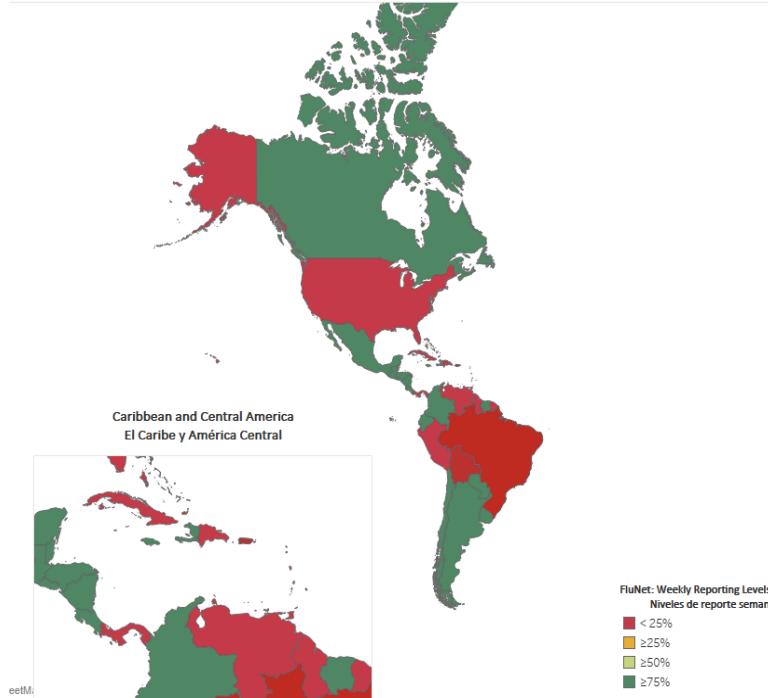 Caribbean and Central America
El Caribe y América Central
FluNet: Weekly Reporting Levels
Niveles de reporte seman
< 25%
≥25%
≥50%
≥75%